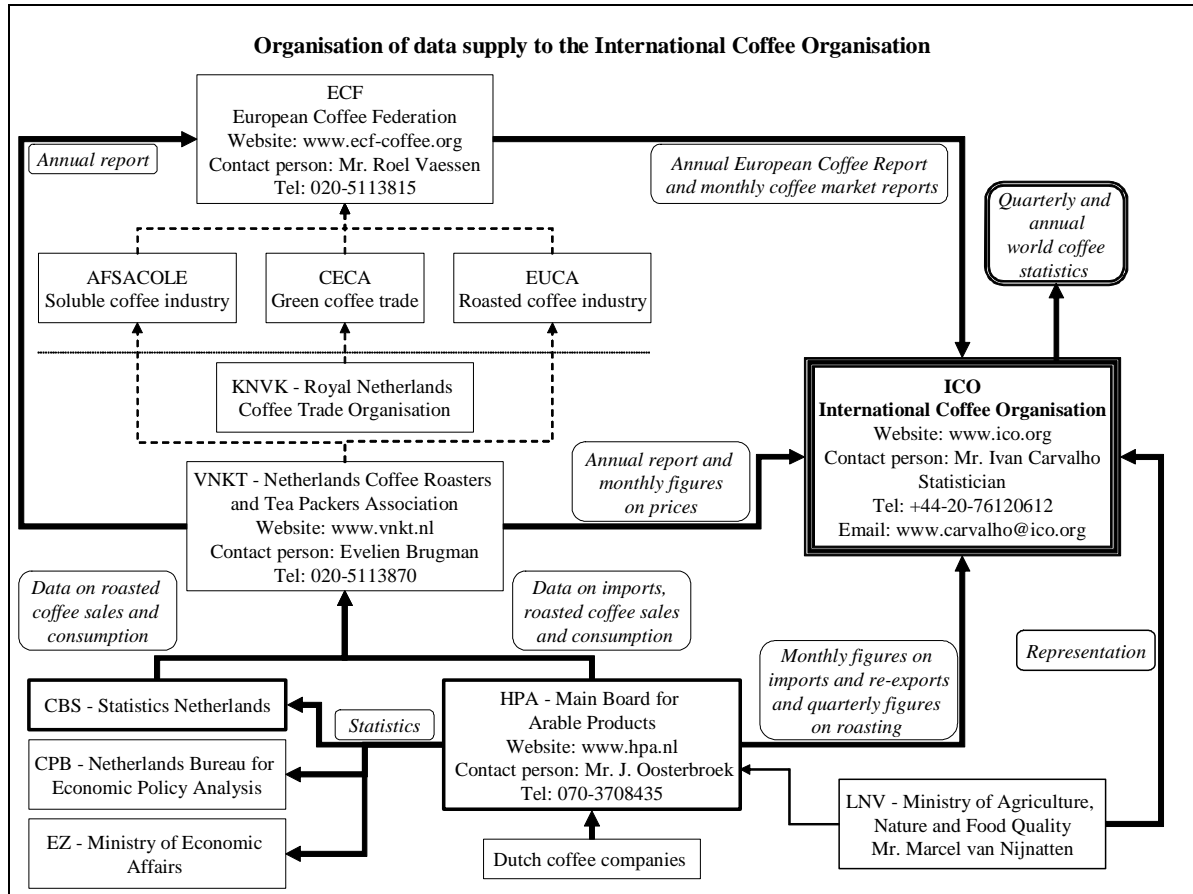 Organisation of data supply to the International Coffee Organisation
ECF
European Coffee Federation
Website: www.ecf-coffee.org
Contact person: Mr. Roel Vaessen
Tel: 020-5113815
Annual report
Annual European Coffee Report
and monthly coffee market reports
Quarterly and
annual
world coffee
statistics
AFSACOLE
Soluble coffee industry
CECA
Green coffee trade
EUCA
Roasted coffee industry
KNVK - Royal Netherlands
Coffee Trade Organisation
ICO
International Coffee Organisation
Website: www.ico.org
Contact person: Mr. Ivan Carvalho
Statistician
Tel: +44-20-76120612
Email: www.carvalho@ico.org
VNKT - Netherlands Coffee Roasters
and Tea Packers Association
Website: www.vnkt.nl
Contact person: Evelien Brugman
Tel: 020-5113870
Annual report and
monthly figures
on prices
Data on roasted
coffee sales and
consumption
Data on imports,
roasted coffee sales
and consumption
Monthly figures on
imports and re-exports
and quarterly figures
on roasting
Representation
CBS - Statistics Netherlands
Statistics
HPA - Main Board for
Arable Products
Website: www.hpa.nl
Contact person: Mr. J. Oosterbroek
Tel: 070-3708435
CPB - Netherlands Bureau for
Economic Policy Analysis
EZ - Ministry of Economic
Affairs
Dutch coffee companies
LNV - Ministry of Agriculture,
Nature and Food Quality
Mr. Marcel van Nijnatten